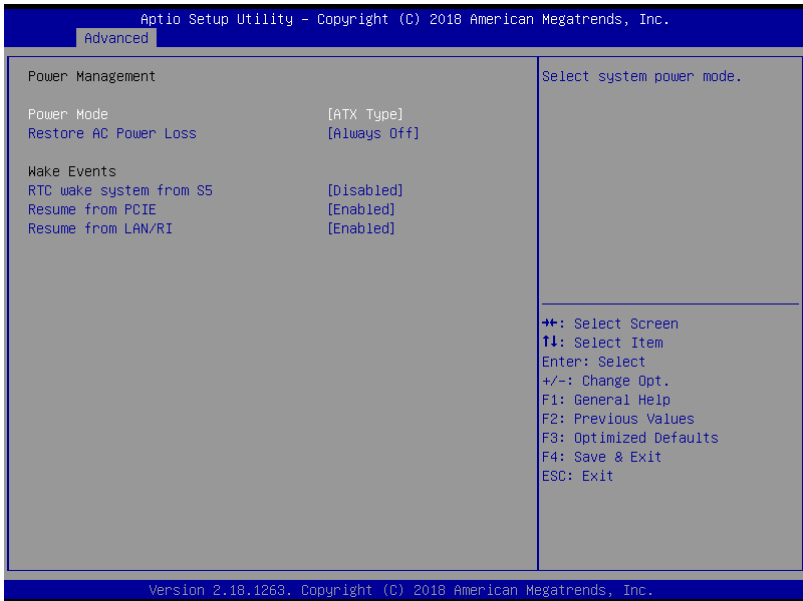 Aptio Setup Utility – Copyright (C) 2018 American Megatrends, Inc.
Advanced
Power Management
Power Mode [ATX Type]
Restore AC Power Loss [Always Off]
Wake Events
RTC wake system from S5 [Disabled]
Resume from PCIE [Enabled]
Resume from LAN/RI [Enabled]
Select system power mode.
→←: Select Screen
↑↓: Select Item
Enter: Select
+/-: Change Opt.
F1: General Help
F2: Previous Values
F3: Optimized Defaults
F4: Save & Exit
ESC: Exit
Version 2.18.1263. Copyright (C) 2018 American Megatrends, Inc.